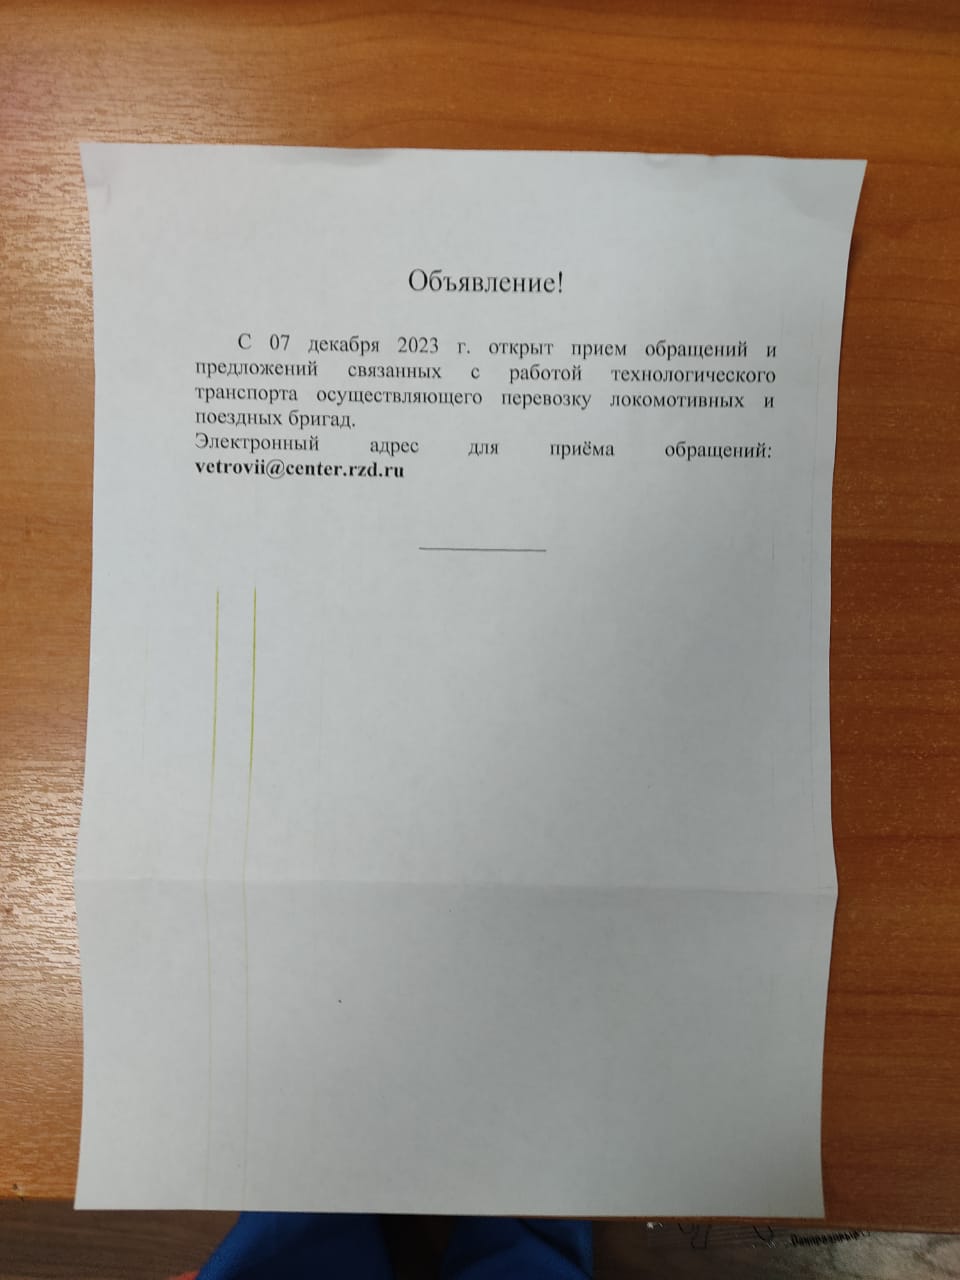 Объявление!
С 07 декабря 2023 г. открыт прием обращений и
предложений связанных с работой технологического
транспорта осуществляющего перевозку локомотивных и
поездных бригад.
Электронный адрес для приёма обращений:
vetrovii@center.rzd.ru